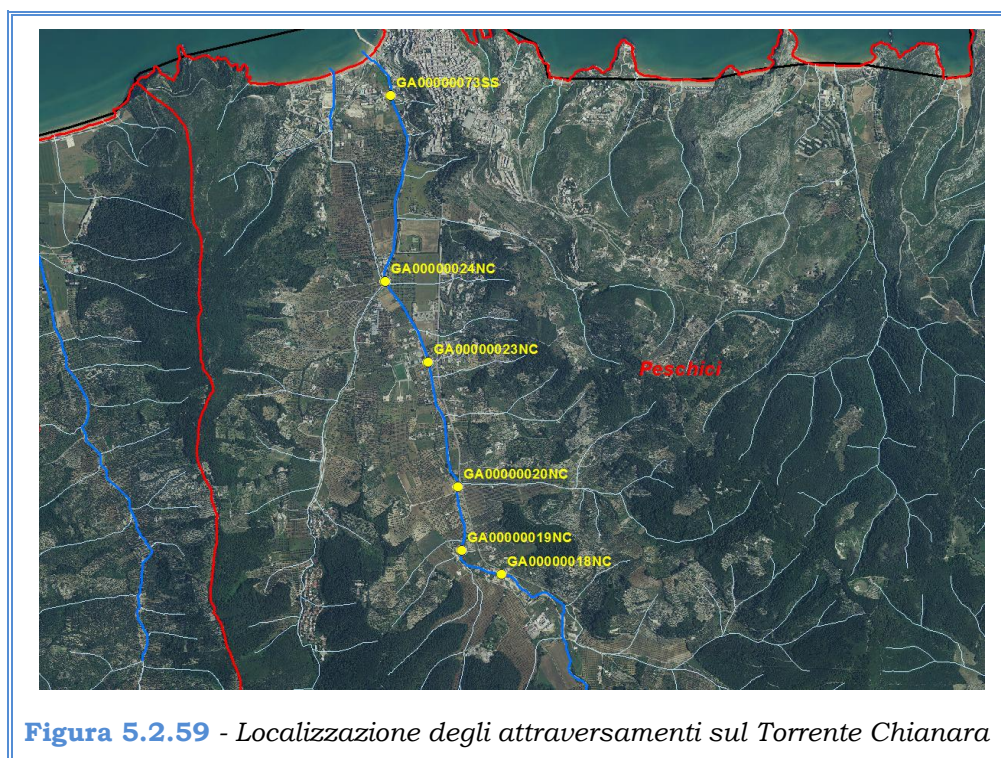 GA00000073SS
GA00000024NC
GA00000023NC
Peschici
GA00000020NC
GA00000019NC
GA00000018NC
Figura 5.2.59 - Localizzazione degli attraversamenti sul Torrente Chianara